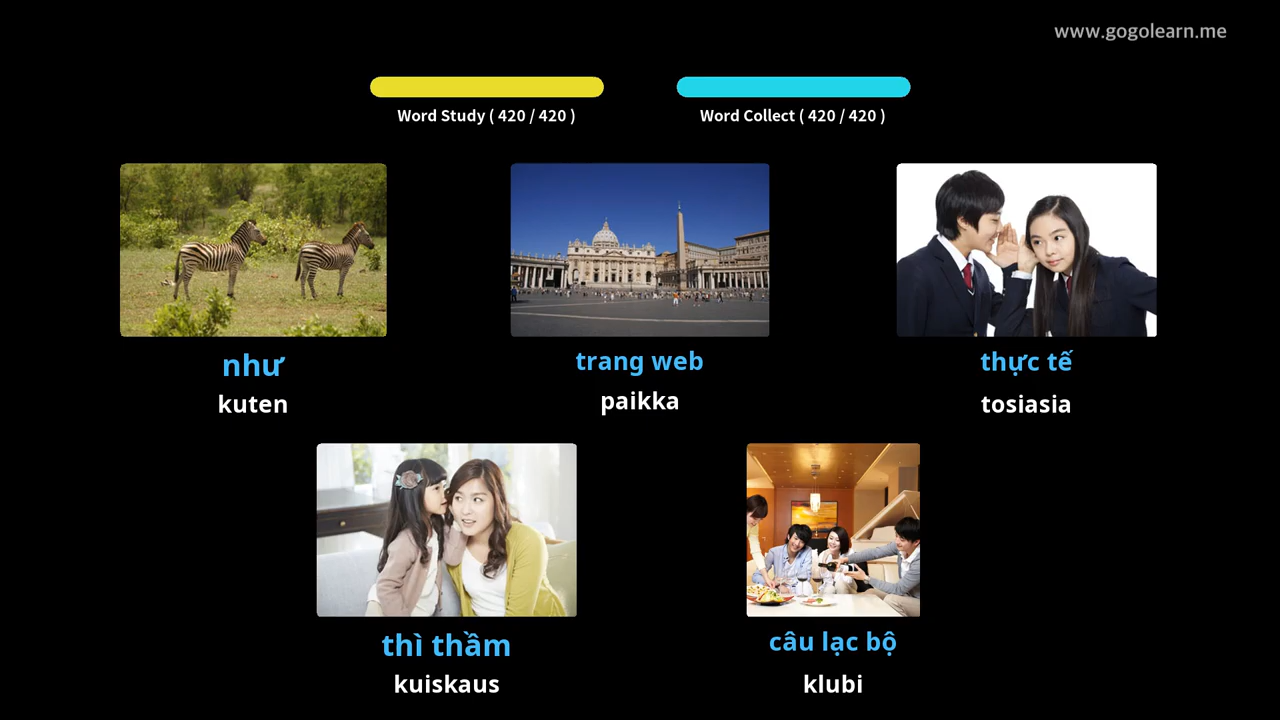 www.gogolearn.me
Word Study ( 420 / 420 )
Word Collect ( 420 / 420 )
như
kuten
trang web
paikka
thực tế
tosiasia
thì thầm
kuiskaus
câu lạc bộ
klubi